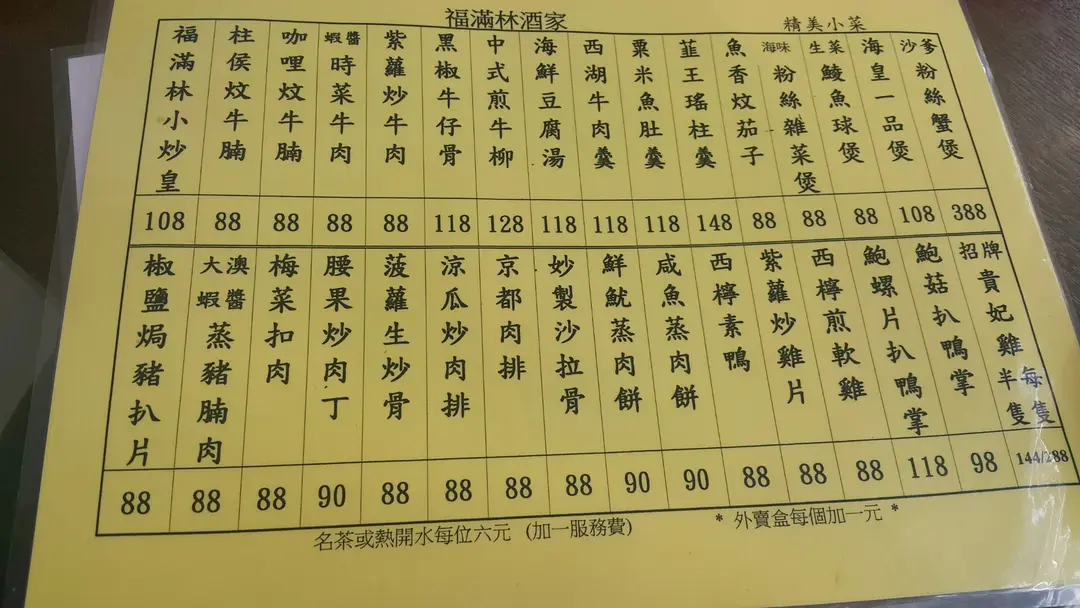 福滿林酒家
精美小菜
沙爹粉絲蟹煲 388
海皇一品煲 108
生菜鯪魚球煲 88
海味粉絲雜菜煲 88
魚香炆茄子 88
韮王瑤柱羹 148
粟米魚肚羹 118
西湖牛肉羹 118
海鮮豆腐湯 118
中式煎牛柳 128
黑椒牛仔骨 118
紫蘿炒牛肉 88
蝦醬時菜牛肉 88
咖哩炆牛腩 88
柱侯炆牛腩 88
福滿林小炒皇 108
招牌貴妃雞半隻每隻 144/288
鮑菇扒鴨掌 98
鮑螺片扒鴨掌 118
西檸煎軟雞 88
紫蘿炒雞片 88
西檸素鴨 88
咸魚蒸肉餅 90
鮮魷蒸肉餅 90
妙製沙拉骨 88
京都肉排 88
涼瓜炒肉排 88
菠蘿生炒骨 88
腰果炒肉丁 90
梅菜扣肉 88
大澳蝦醬蒸豬腩肉 88
椒鹽焗豬扒片 88
名茶或熱開水每位六元 (加一服務費)
* 外賣盒每個加一元 *